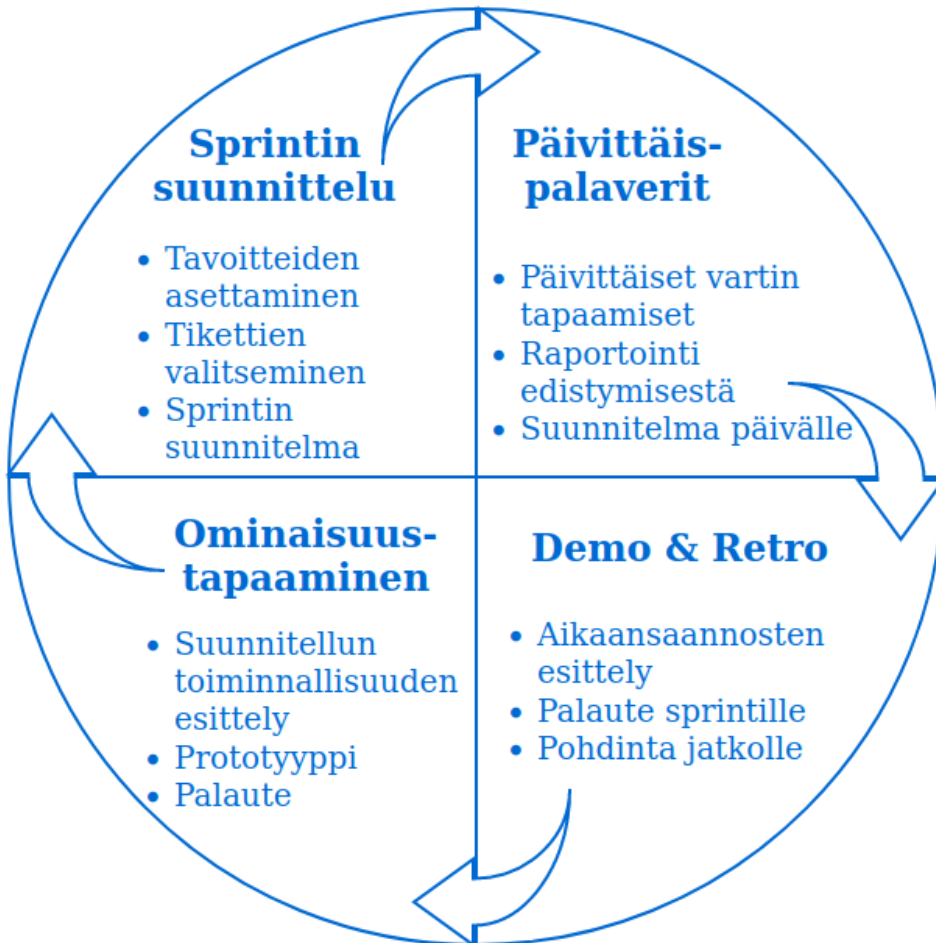 Sprintin
suunnittelu
• Tavoitteiden
asettaminen
• Tikettien
valitseminen
• Sprintin
suunnitelma
Päivittäis-
palaverit
• Päivittäiset vartin
tapaamiset
• Raportointi
edistymisestä
• Suunnitelma päivälle
Demo & Retro
• Aikaansaannosten
esittely
• Palaute sprintille
• Pohdinta jatkolle
Ominaisuus-
tapaaminen
• Suunnitellun
toiminnallisuuden
esittely
• Prototyyppi
• Palaute